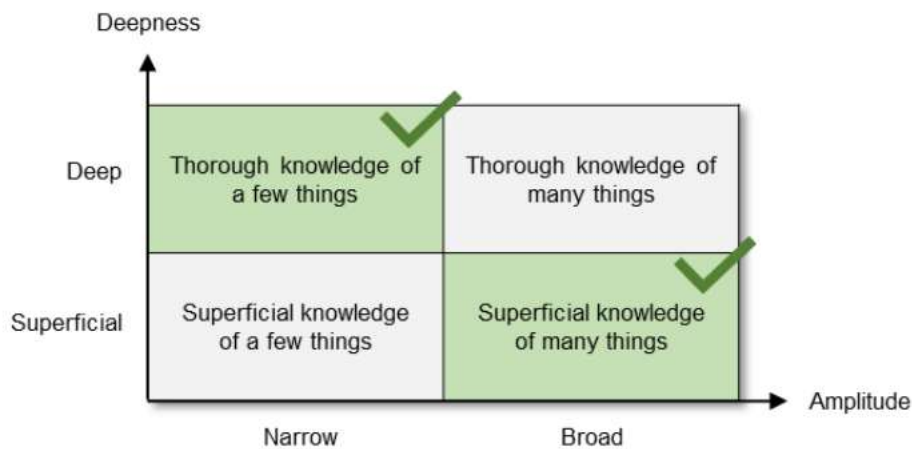 Deepness
Deep
Thorough knowledge of
a few things
Thorough knowledge of
many things
Superficial
Superficial knowledge
of a few things
Superficial knowledge
of many things
Amplitude
Narrow
Broad